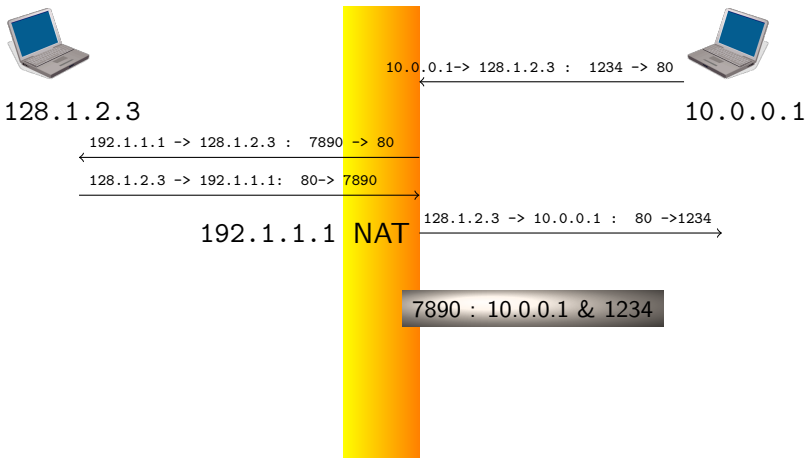 10.0.0.1-> 128.1.2.3 :  1234 -> 80
128.1.2.3
10.0.0.1
192.1.1.1 -> 128.1.2.3 :  7890 -> 80
128.1.2.3 -> 192.1.1.1:  80-> 7890
128.1.2.3 -> 10.0.0.1 :  80 ->1234
192.1.1.1 NAT
7890 : 10.0.0.1 & 1234